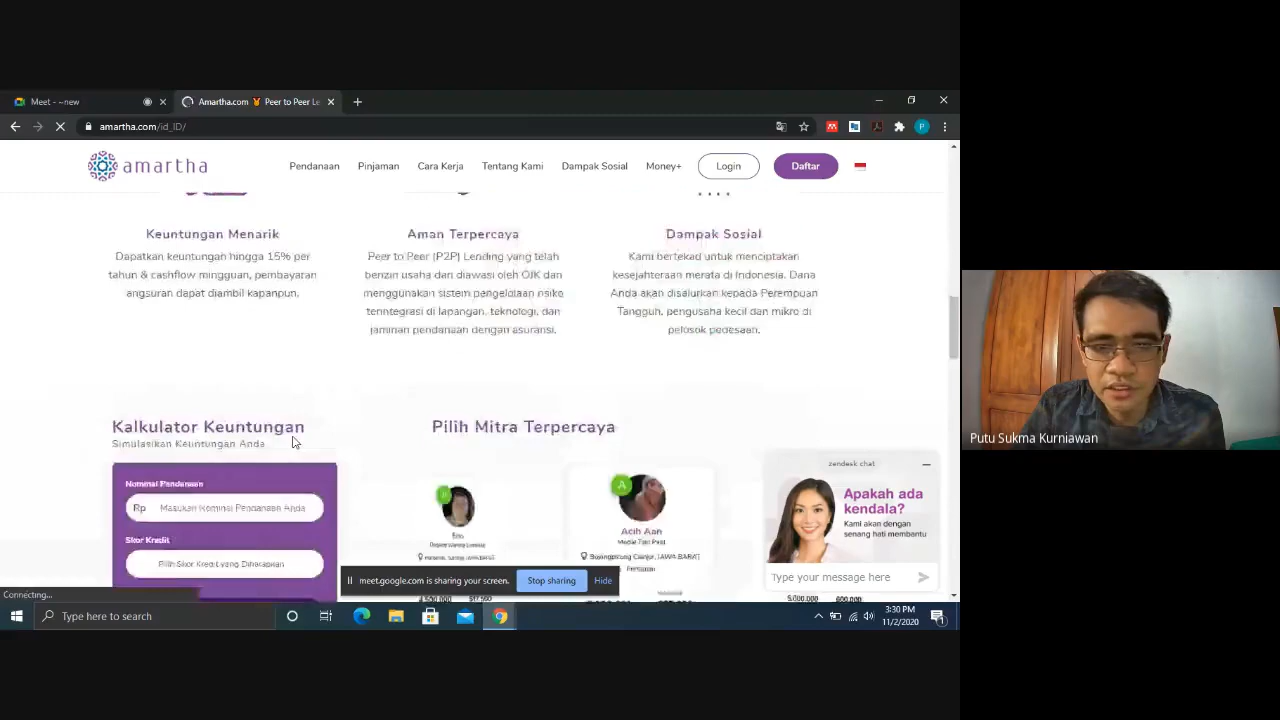 Meet - ~new
Amartha.com Peer to Peer Le
amartha.com/id_ID/
P
amartha
Pendanaan
Pinjaman
Cara Kerja
Tentang Kami
Dampak Sosial
Money+
Login
Daftar
Keuntungan Menarik
Dapatkan keuntungan hingga 15% per
tahun & cashflow mingguan, pembayaran
angsuran dapat diambil kapanpun.
Aman Terpercaya
Peer to Peer (P2P) Lending yang telah
berizin usaha dan diawasi oleh OJK dan
menggunakan sistem pengelolaan risiko
terintegrasi di lapangan, teknologi, dan
jaminan pendanaan dengan asuransi.
Dampak Sosial
Kami bertekad untuk menciptakan
kesejahteraan merata di Indonesia. Dana
Anda akan disalurkan kepada Perempuan
Tangguh, pengusaha kecil dan mikro di
pelosok pedesaan.
Kalkulator Keuntungan
Simulasikan Keuntungan Anda
Nominal Pendanaan
Rp Masukan Nominal Pendanaan Anda
Skor Kredit
Pilih Skor Kredit yang Diharapkan
Pilih Mitra Terpercaya
A
Acih Aan
JAWA BARAT
zendesk chat
Apakah ada
kendala?
Kami akan dengan
senang hati membantu
Type your message here
meet.google.com is sharing your screen.
Stop sharing
Hide
Connecting...
Type here to search
3:30 PM
11/2/2020
1
Putu Sukma Kurniawan